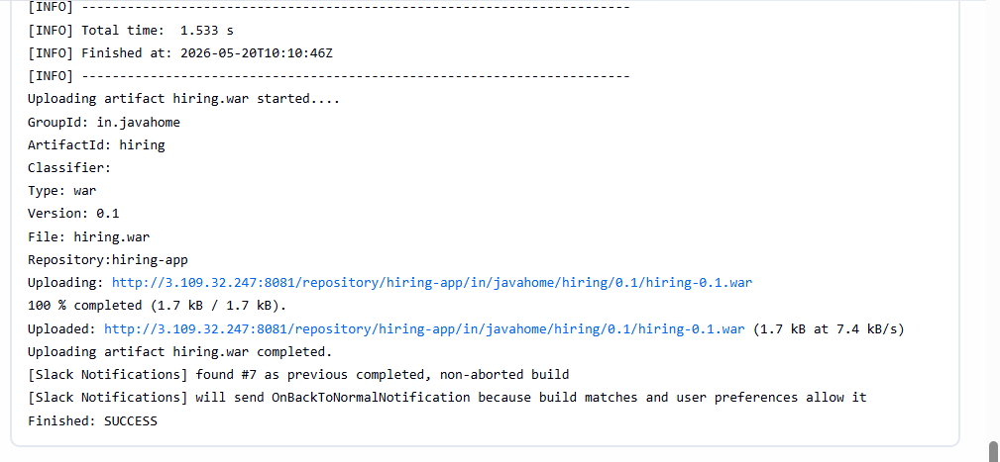 [INFO] ------------------------------------------------------------------------
[INFO] Total time:  1.533 s
[INFO] Finished at: 2026-05-20T10:10:46Z
[INFO] ------------------------------------------------------------------------
Uploading artifact hiring.war started....
GroupId: in.javahome
ArtifactId: hiring
Classifier:
Type: war
Version: 0.1
File: hiring.war
Repository:hiring-app
Uploading: http://3.109.32.247:8081/repository/hiring-app/in/javahome/hiring/0.1/hiring-0.1.war
100 % completed (1.7 kB / 1.7 kB).
Uploaded: http://3.109.32.247:8081/repository/hiring-app/in/javahome/hiring/0.1/hiring-0.1.war (1.7 kB at 7.4 kB/s)
Uploading artifact hiring.war completed.
[Slack Notifications] found #7 as previous completed, non-aborted build
[Slack Notifications] will send OnBackToNormalNotification because build matches and user preferences allow it
Finished: SUCCESS